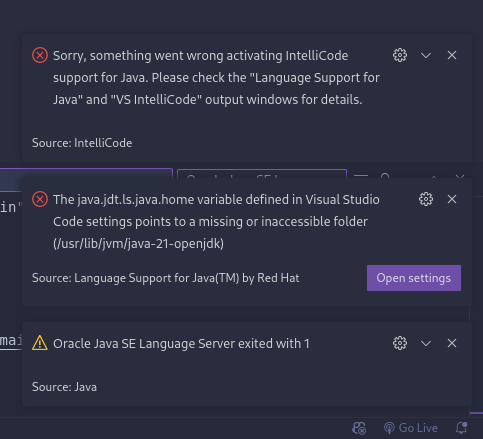 Sorry, something went wrong activating IntelliCode
support for Java. Please check the "Language Support for
Java" and "VS IntelliCode" output windows for details.
Source: IntelliCode
in"
The java.jdt.ls.java.home variable defined in Visual Studio
Code settings points to a missing or inaccessible folder
(/usr/lib/jvm/java-21-openjdk)
Source: Language Support for Java(TM) by Red Hat
Open settings
mai
Oracle Java SE Language Server exited with 1
Source: Java
Go Live